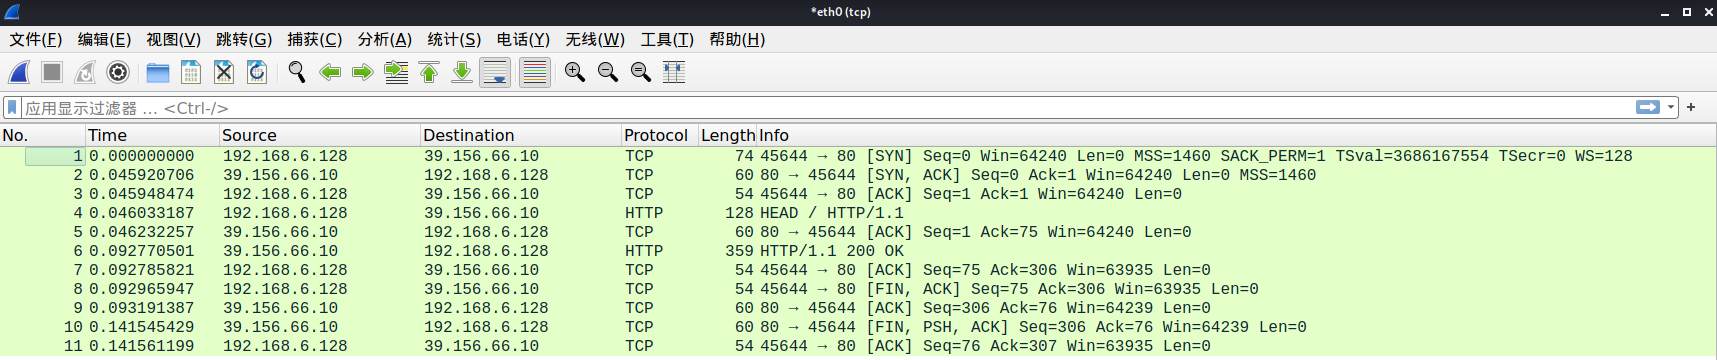 *eth0 (tcp)
文件(F) 编辑(E) 视图(V) 跳转(G) 捕获(C) 分析(A) 统计(S) 电话(Y) 无线(W) 工具(T) 帮助(H)
应用显示过滤器 … <Ctrl-/>
No. Time Source Destination Protocol Length Info
1 0.000000000 192.168.6.128 39.156.66.10 TCP 74 45644 → 80 [SYN] Seq=0 Win=64240 Len=0 MSS=1460 SACK_PERM=1 TSval=3686167554 TSecr=0 WS=128
2 0.045920706 39.156.66.10 192.168.6.128 TCP 60 80 → 45644 [SYN, ACK] Seq=0 Ack=1 Win=64240 Len=0 MSS=1460
3 0.045948474 192.168.6.128 39.156.66.10 TCP 54 45644 → 80 [ACK] Seq=1 Ack=1 Win=64240 Len=0
4 0.046033187 192.168.6.128 39.156.66.10 HTTP 128 HEAD / HTTP/1.1
5 0.046232257 39.156.66.10 192.168.6.128 TCP 60 80 → 45644 [ACK] Seq=1 Ack=75 Win=64240 Len=0
6 0.092770501 39.156.66.10 192.168.6.128 HTTP 359 HTTP/1.1 200 OK
7 0.092785821 192.168.6.128 39.156.66.10 TCP 54 45644 → 80 [ACK] Seq=75 Ack=306 Win=63935 Len=0
8 0.092965947 192.168.6.128 39.156.66.10 TCP 54 45644 → 80 [FIN, ACK] Seq=75 Ack=306 Win=63935 Len=0
9 0.093191387 39.156.66.10 192.168.6.128 TCP 60 80 → 45644 [ACK] Seq=306 Ack=76 Win=64239 Len=0
10 0.141545429 39.156.66.10 192.168.6.128 TCP 60 80 → 45644 [FIN, PSH, ACK] Seq=306 Ack=76 Win=64239 Len=0
11 0.141561199 192.168.6.128 39.156.66.10 TCP 54 45644 → 80 [ACK] Seq=76 Ack=307 Win=63935 Len=0